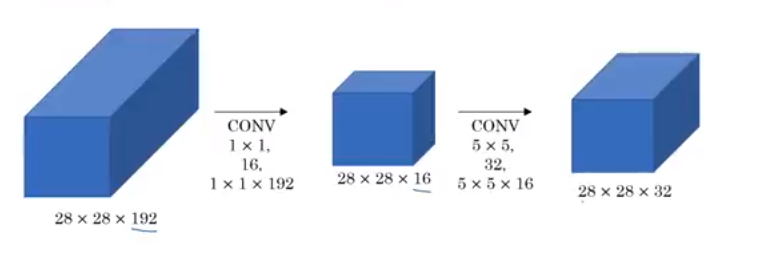 28 × 28 × 192
CONV
1 × 1,
16,
1 × 1 × 192
28 × 28 × 16
CONV
5 × 5,
32,
5 × 5 × 16
28 × 28 × 32